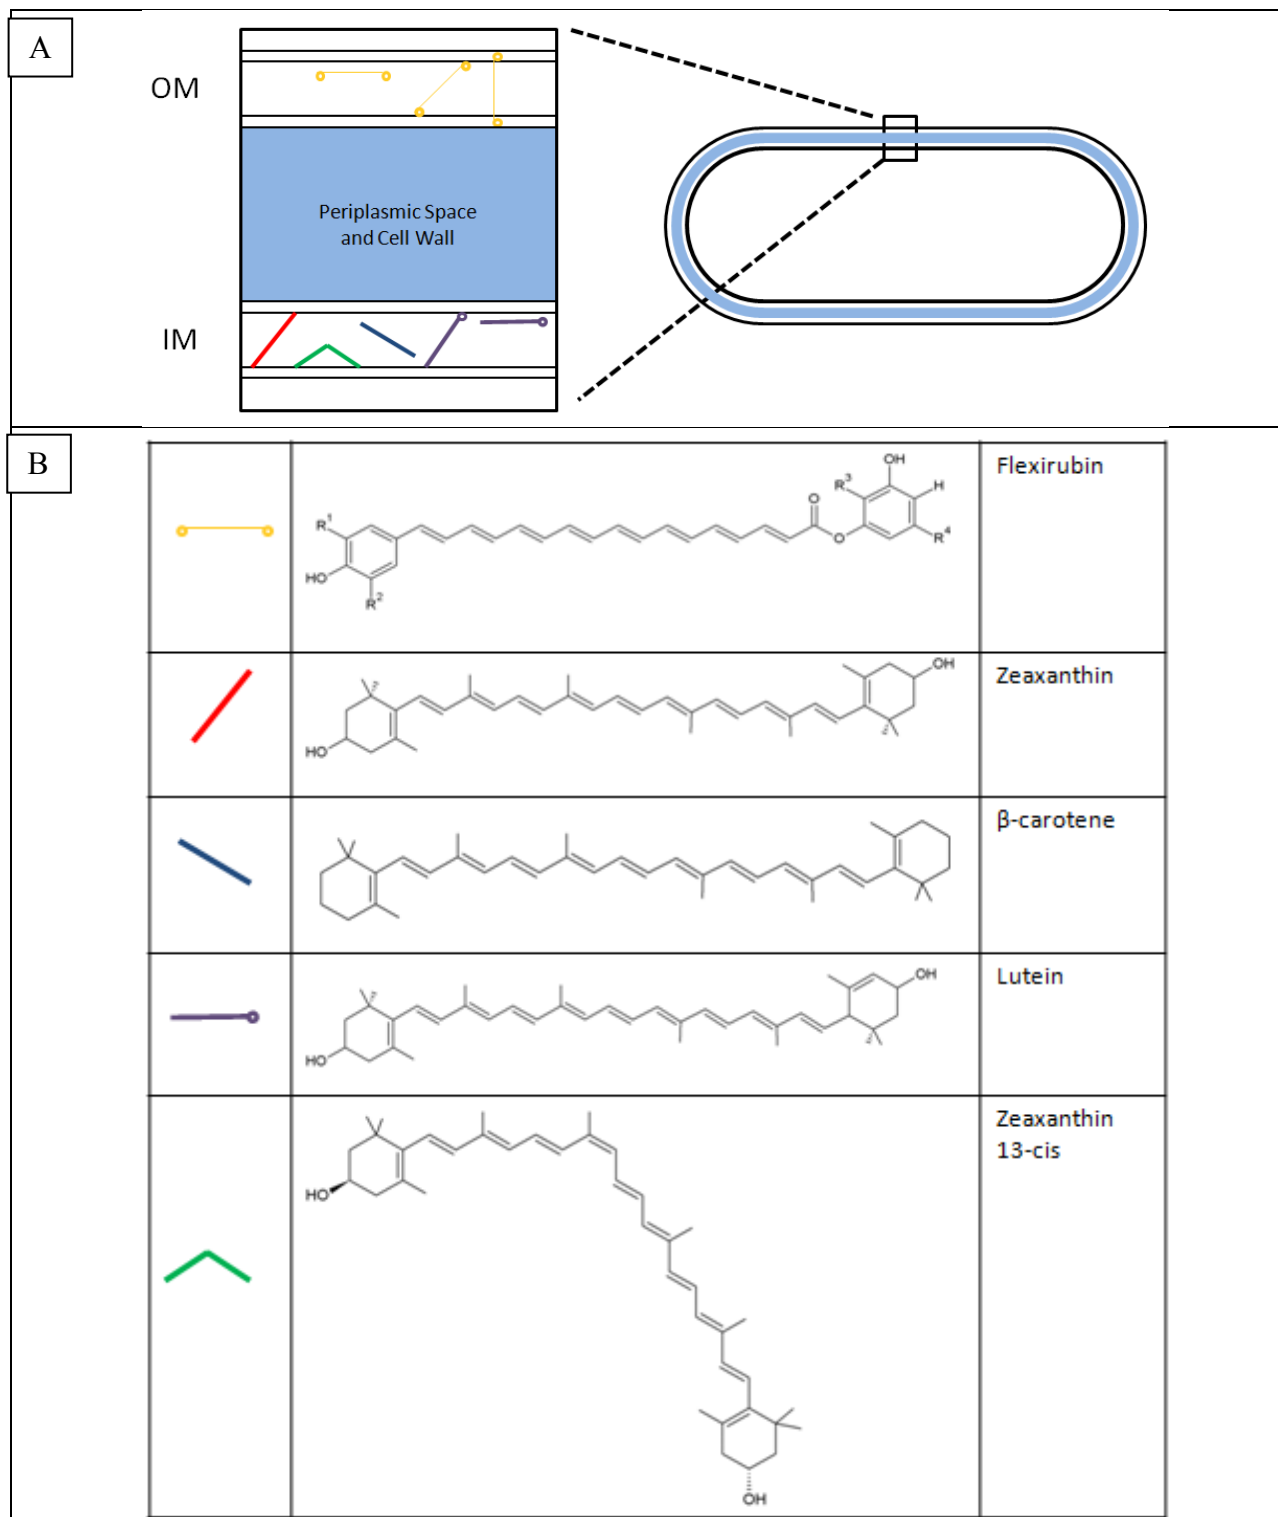 A
OM
Periplasmic Space
and Cell Wall
IM
B
Flexirubin
OH
R³
H
O
R¹
O
R⁴
HO
R²
Zeaxanthin
OH
HO
β-carotene
Lutein
OH
HO
Zeaxanthin
13-cis
HO
OH